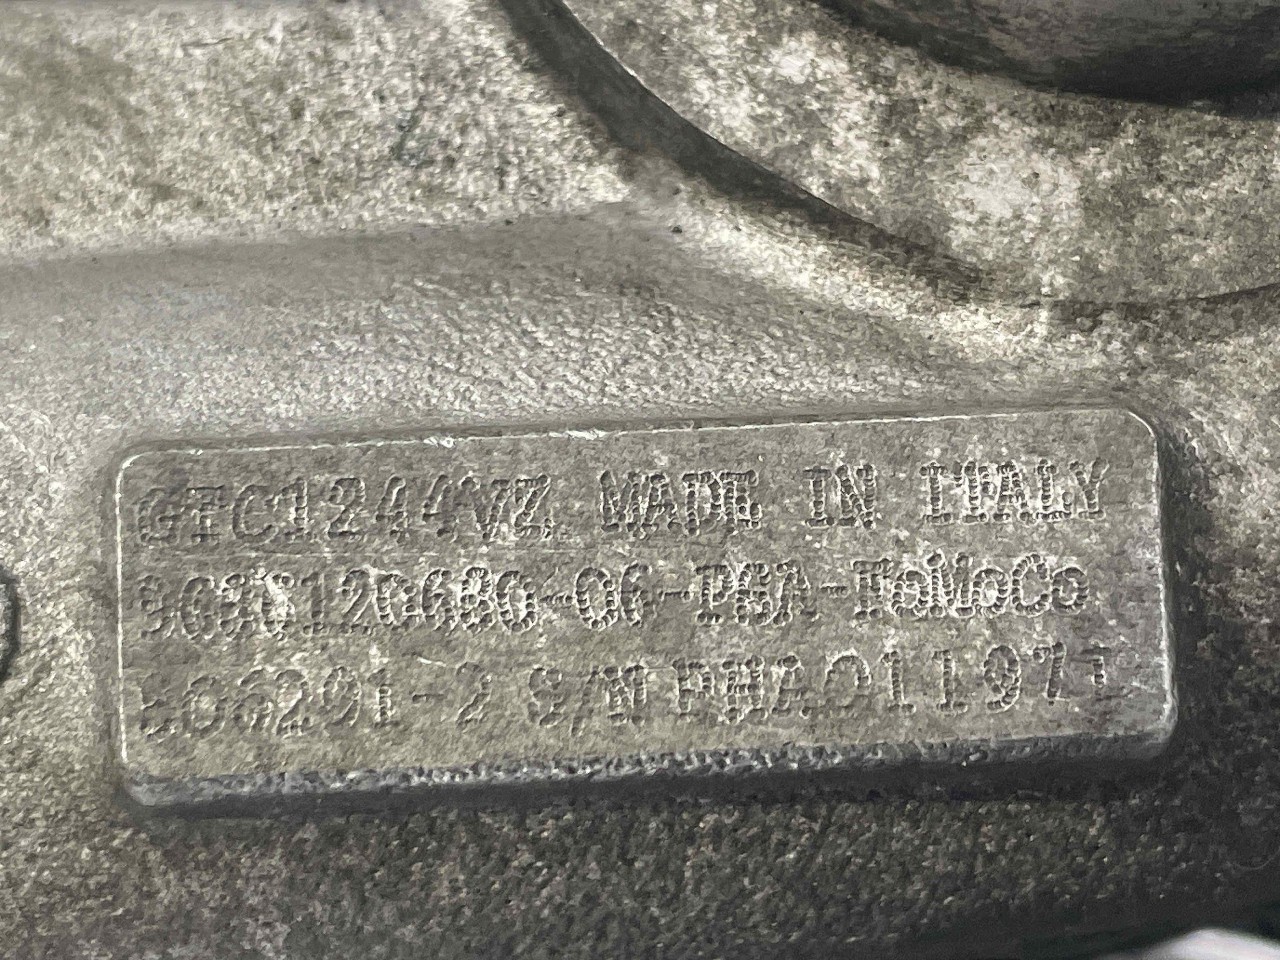 GTC1244VZ MADE IN ITALY
9686120680-06-PSA-FoMoCo
806291-2 S/N